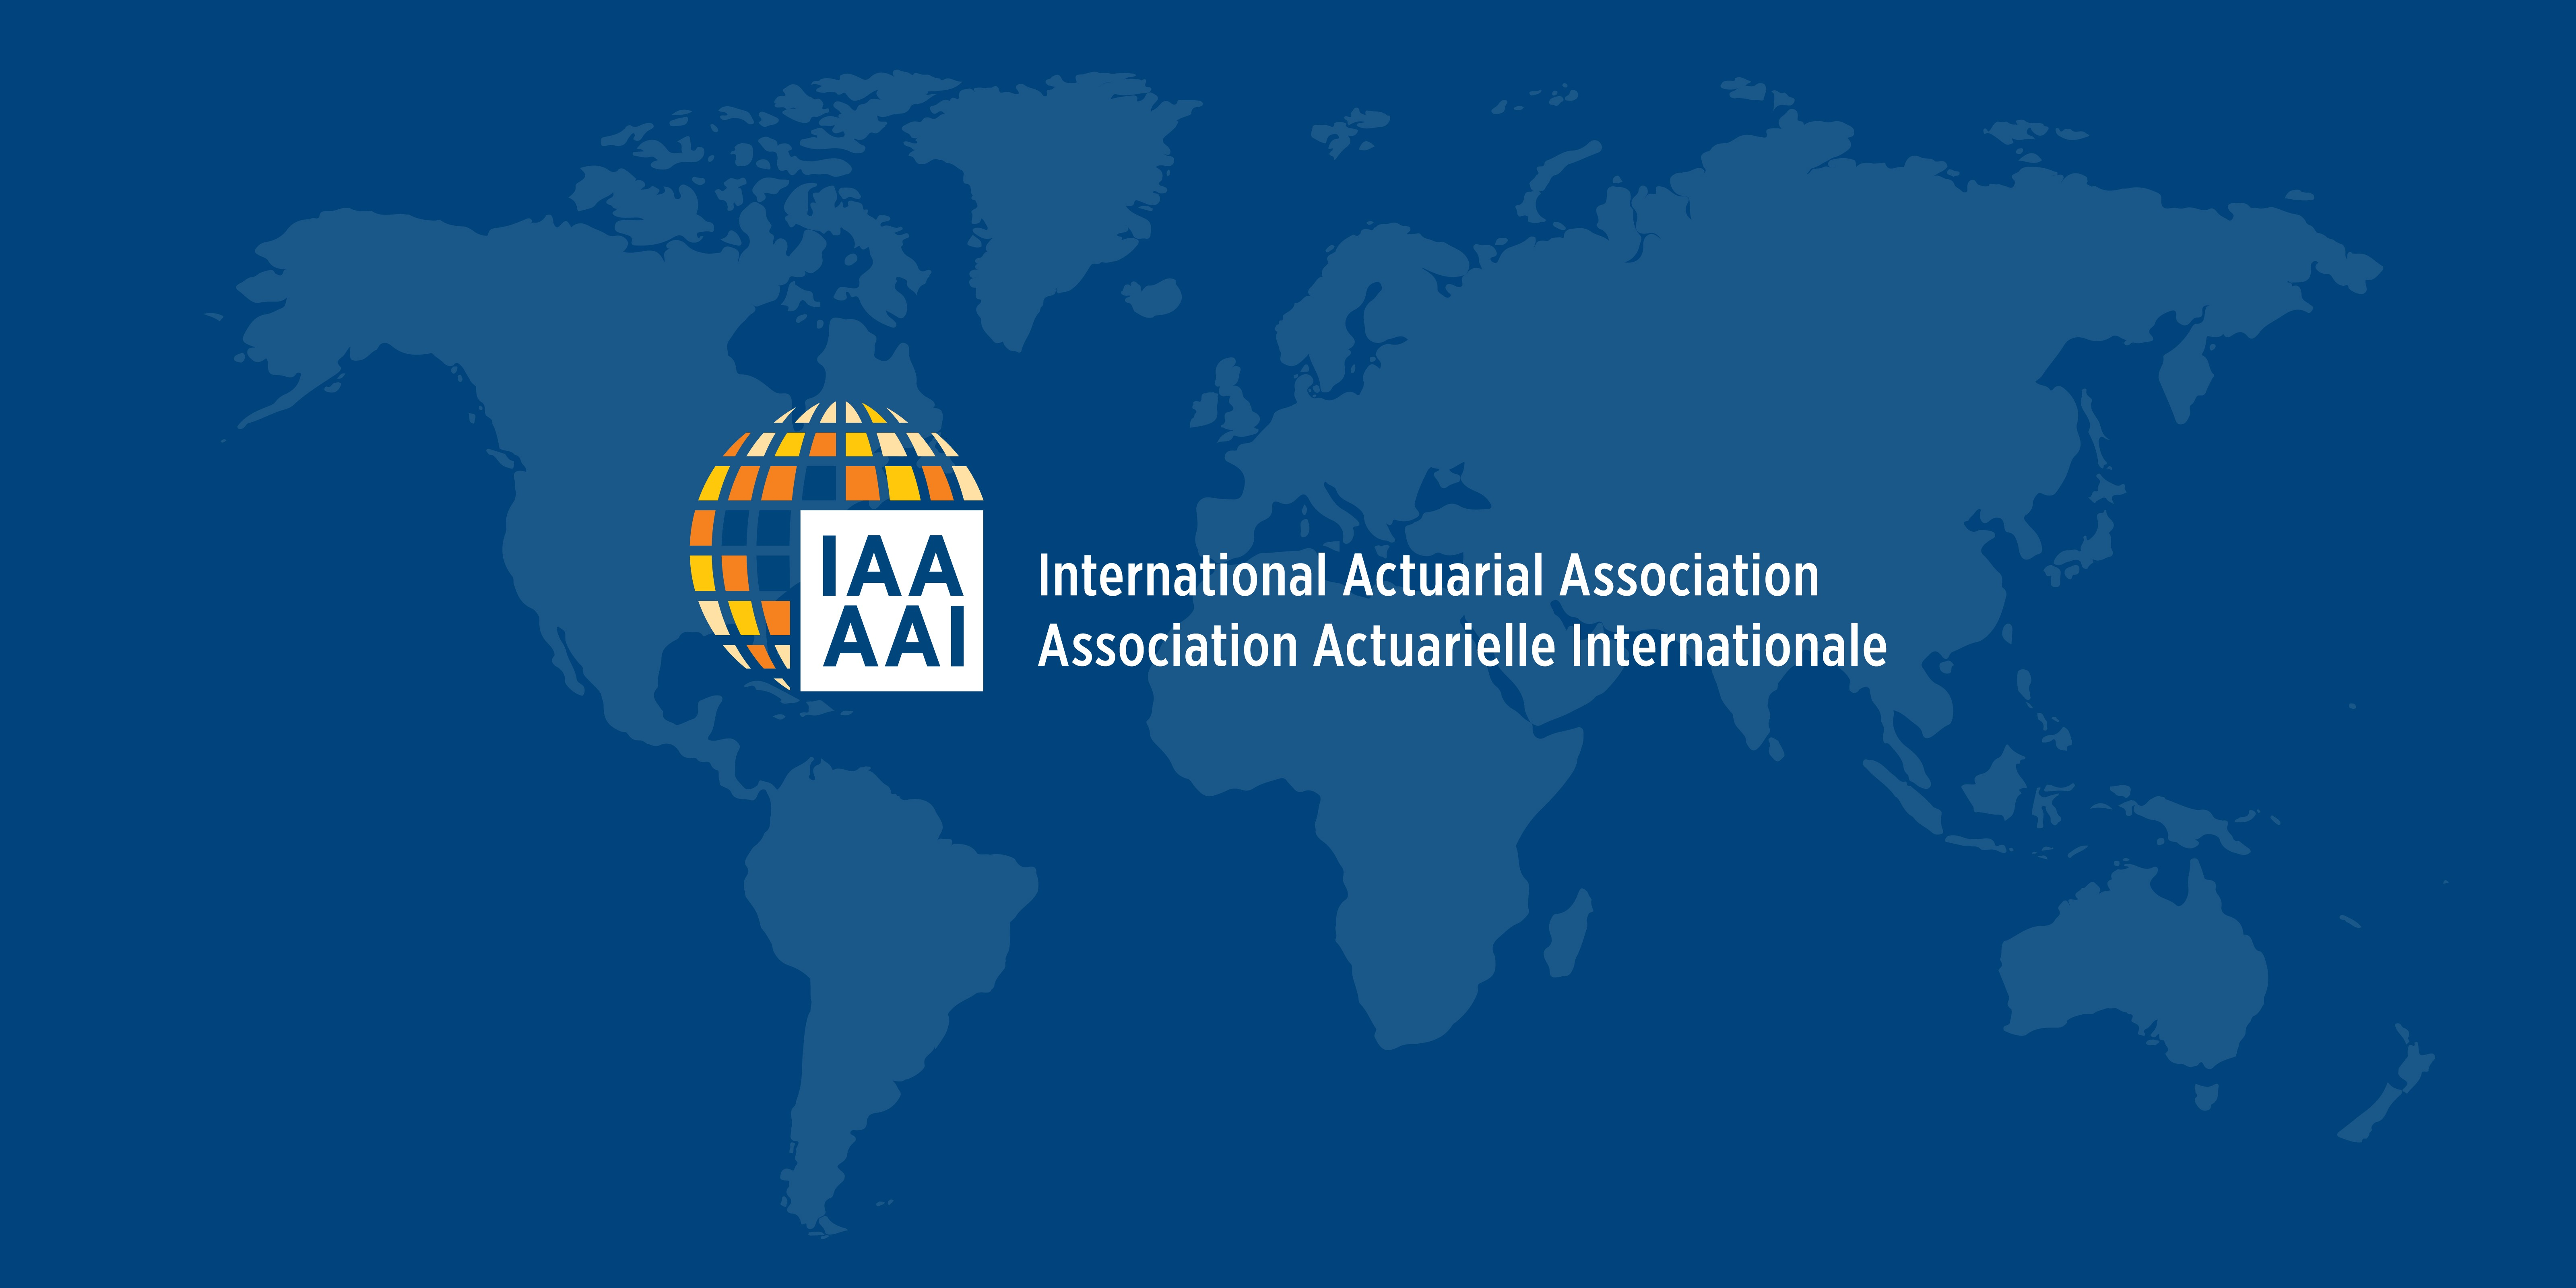 IAA
AAI
International Actuarial Association
Association Actuarielle Internationale